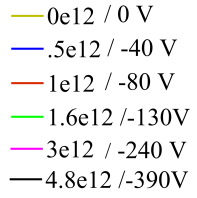 0e12 / 0 V
.5e12 / -40 V
1e12 / -80 V
1.6e12 /-130V
3e12 / -240 V
4.8e12 /-390V